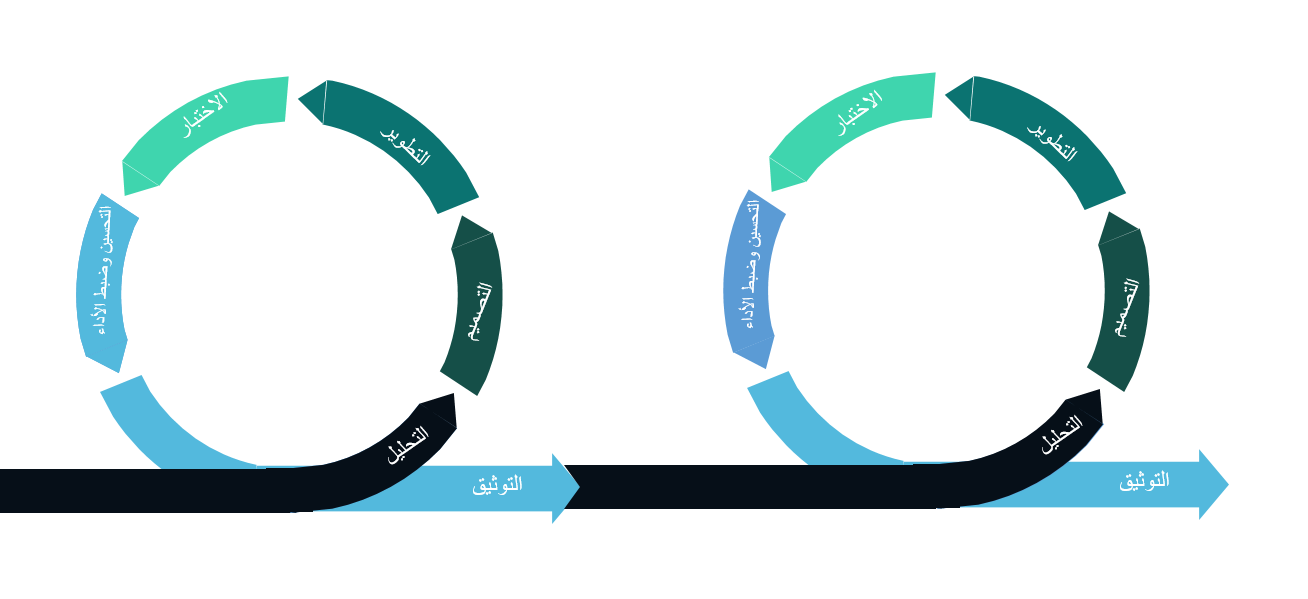 التحليل
التصميم
التطوير
الاختبار
التحسين وضبط الأداء
التوثيق
التحليل
التصميم
التطوير
الاختبار
التحسين وضبط الأداء
التوثيق